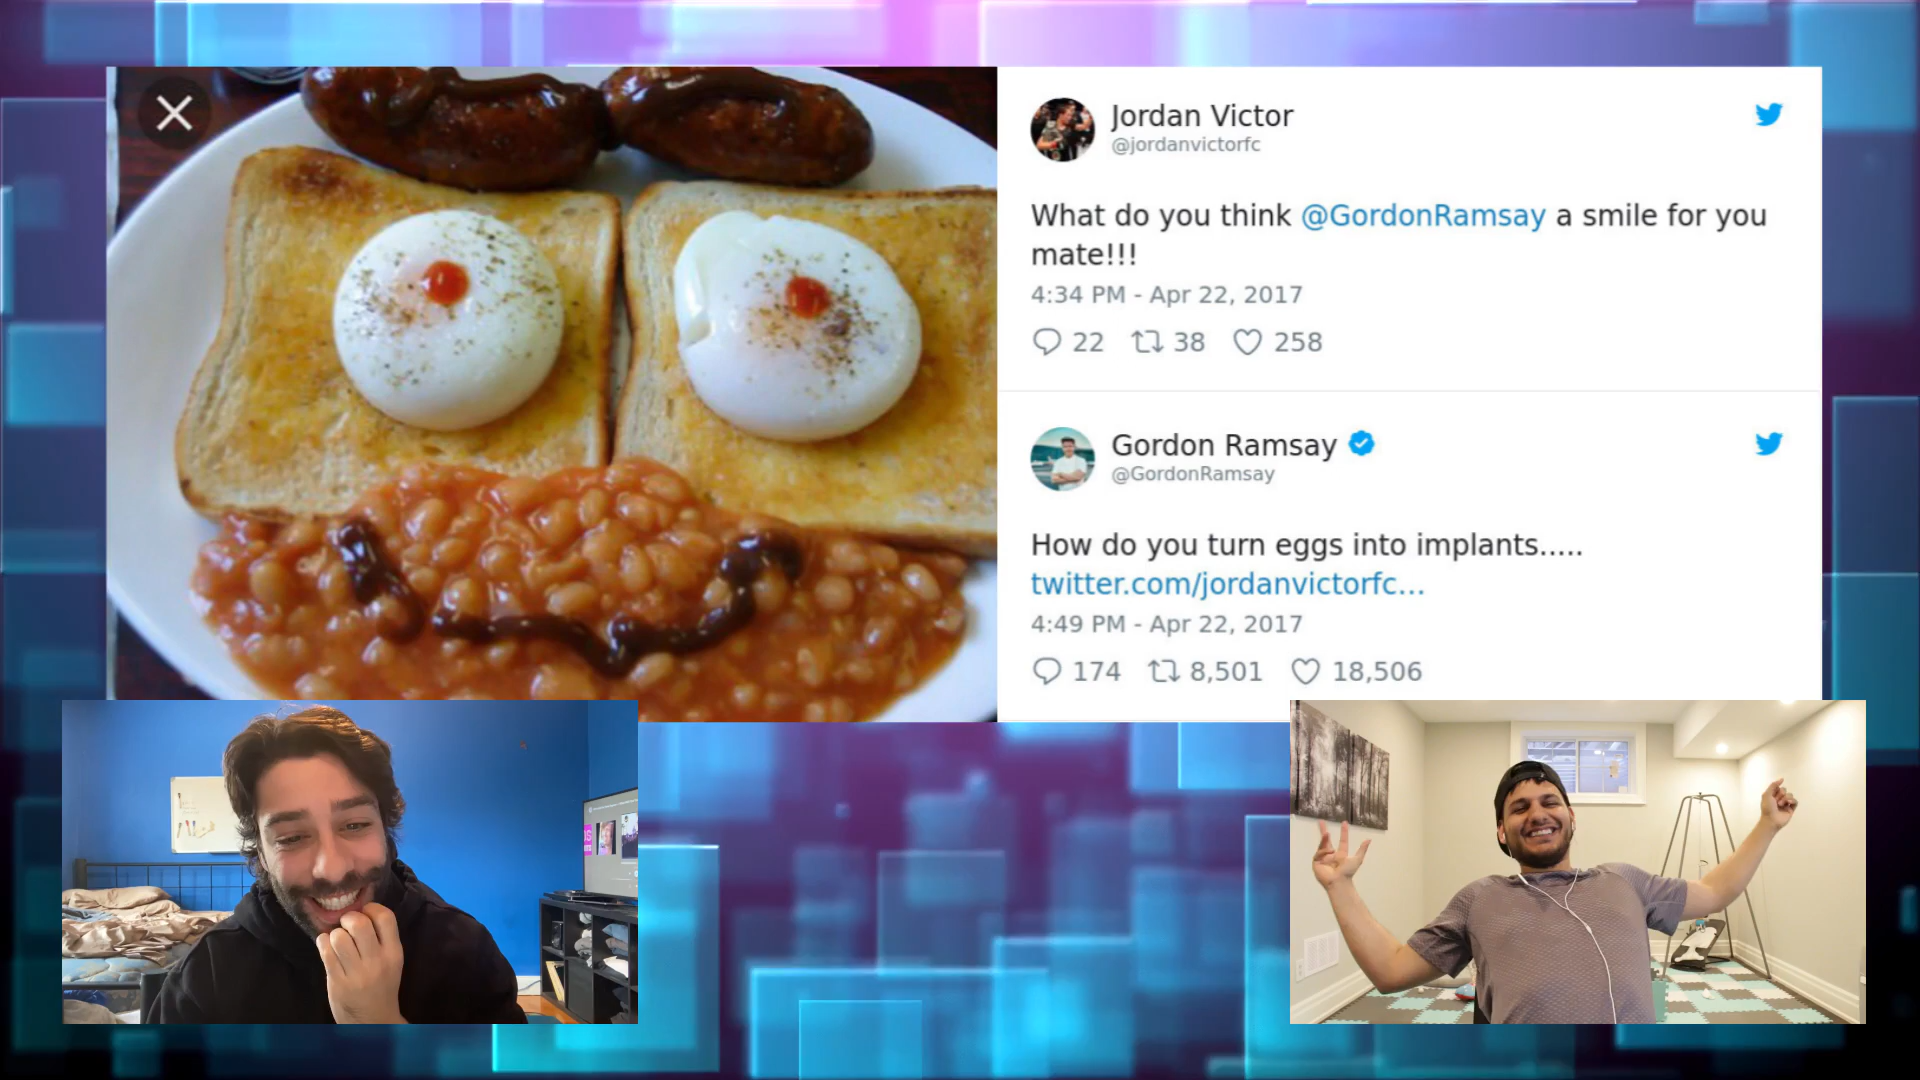 Jordan Victor
@jordanvictorfc
What do you think @GordonRamsay a smile for you
mate!!!
4:34 PM - Apr 22, 2017
22 38 258
Gordon Ramsay
@GordonRamsay
How do you turn eggs into implants.....
twitter.com/jordanvictorfc...
4:49 PM - Apr 22, 2017
174 8,501 18,506